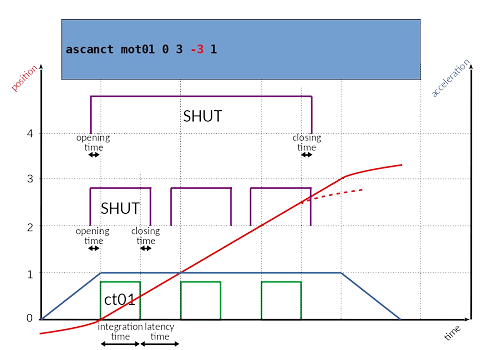 ascanct mot01 0 3 -3 1
position
acceleration
SHUT
opening
time
closing
time
4
3
SHUT
2
opening
time
closing
time
1
ct01
0
integration
time
latency
time
time